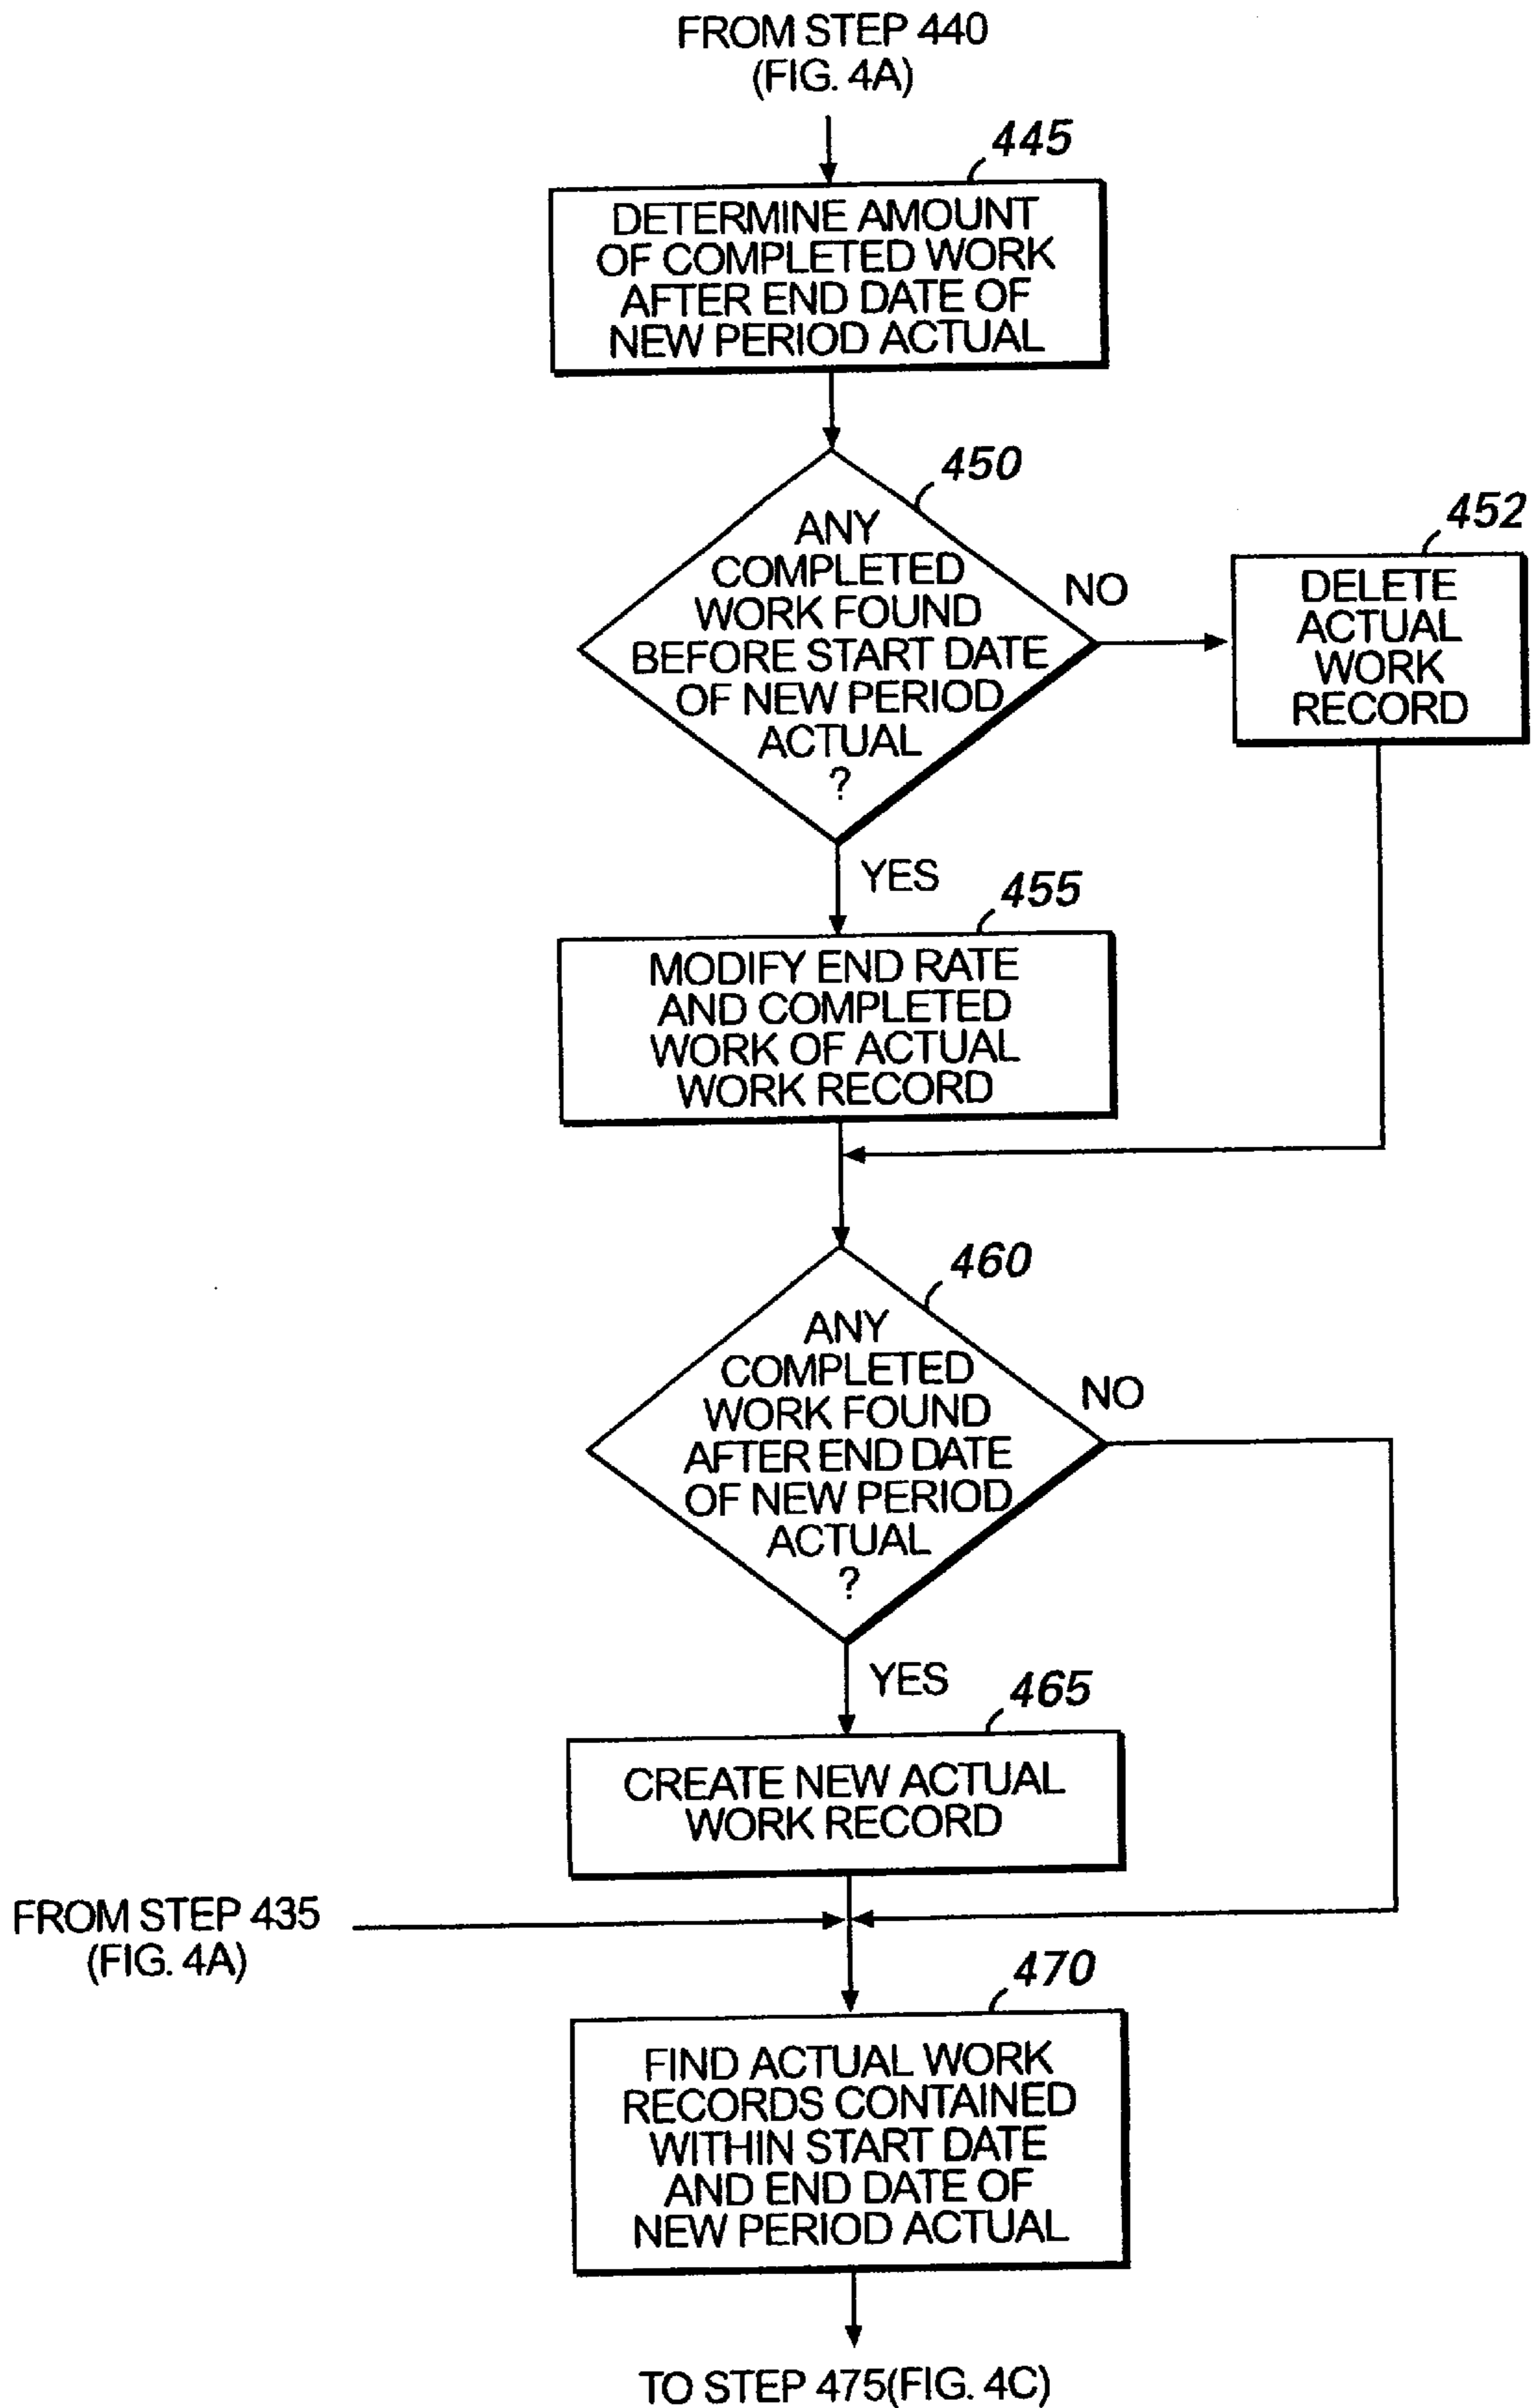 FROM STEP 440
(FIG. 4A)
445
DETERMINE AMOUNT
OF COMPLETED WORK
AFTER END DATE OF
NEW PERIOD ACTUAL
450
ANY
COMPLETED
WORK FOUND
BEFORE START DATE
OF NEW PERIOD
ACTUAL
?
NO
452
DELETE
ACTUAL
WORK
RECORD
YES
455
MODIFY END RATE
AND COMPLETED
WORK OF ACTUAL
WORK RECORD
460
ANY
COMPLETED
WORK FOUND
AFTER END DATE
OF NEW PERIOD
ACTUAL
?
NO
YES
465
CREATE NEW ACTUAL
WORK RECORD
FROM STEP 435
(FIG. 4A)
470
FIND ACTUAL WORK
RECORDS CONTAINED
WITHIN START DATE
AND END DATE OF
NEW PERIOD ACTUAL
TO STEP 475(FIG. 4C)